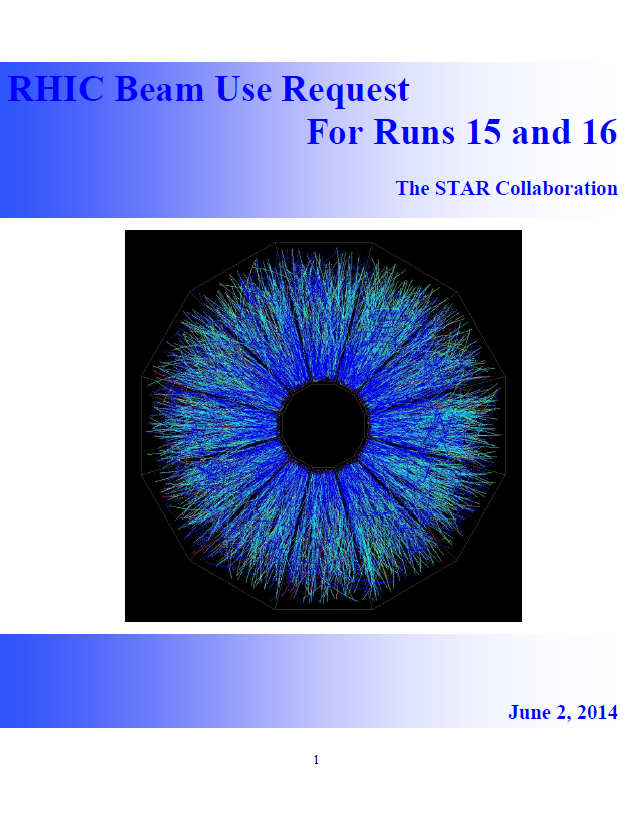 RHIC Beam Use Request
For Runs 15 and 16
The STAR Collaboration
June 2, 2014
1